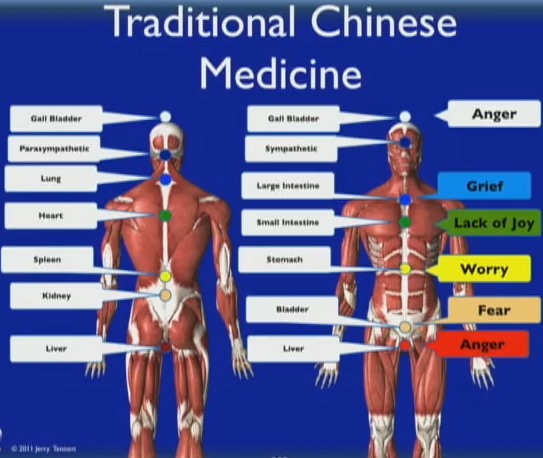 Traditional Chinese
Medicine
Gall Bladder
Parasympathetic
Lung
Heart
Spleen
Kidney
Liver
Gall Bladder
Sympathetic
Large Intestine
Small Intestine
Stomach
Bladder
Liver
Anger
Grief
Lack of Joy
Worry
Fear
Anger
© 2011 Jerry Tennant